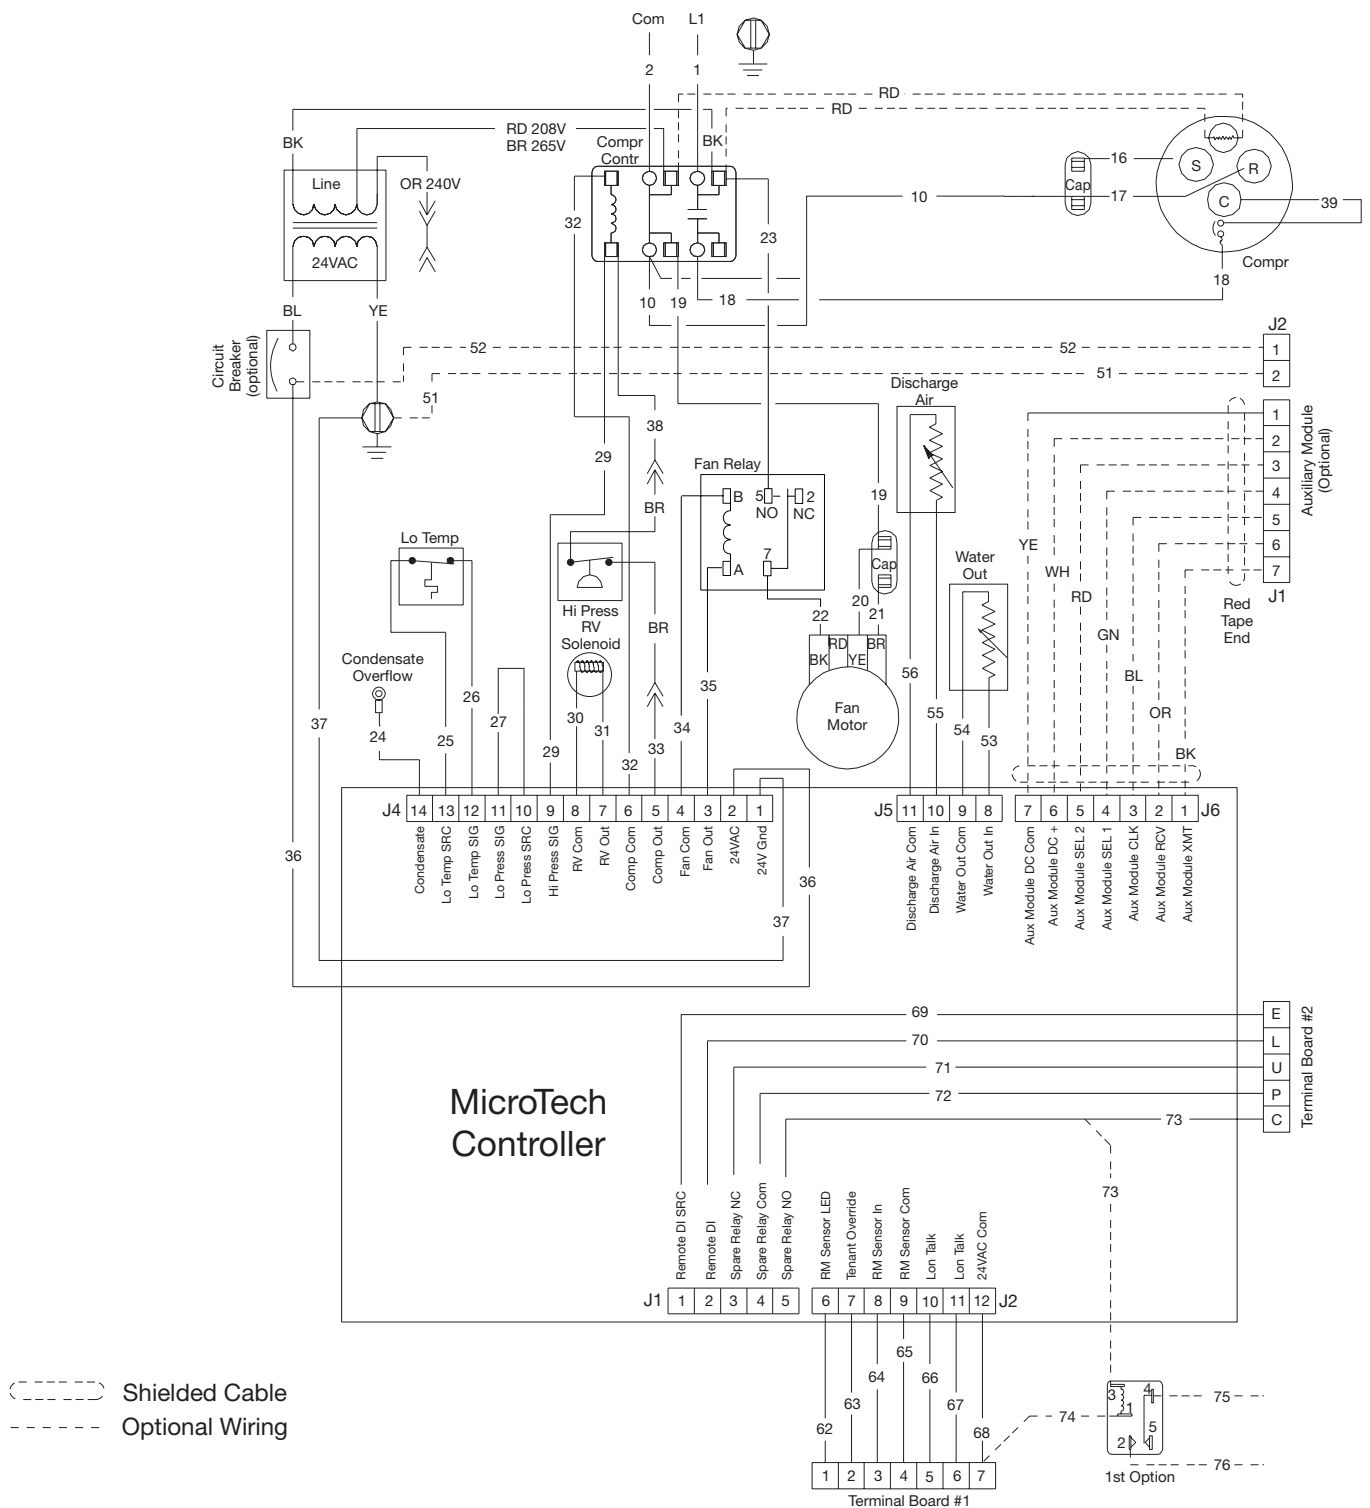 Com L1
2 1
RD
RD
BK
RD 208V
BR 265V
Compr
Contr
BK
Line
OR 240V
24VAC
32
23
10
16
Cap
17
S
R
C
39
Compr
18
10 19 18
BL YE
Circuit
Breaker
(optional)
52 52
51 51
J2
1
2
Discharge
Air
38
29
BR
Fan Relay
B 5 2
NO NC
7
A
19
Cap
20 21
22
RD BR
BK YE
Fan
Motor
Water
Out
1
2
3
4
5
6
7
J1
Auxiliary Module
(Optional)
Red
Tape
End
YE
WH
RD
GN
BL
OR
BK
Lo Temp
Hi Press
RV
Solenoid
BR
Condensate
Overflow
37
24
25
26
27
29
30
31
32
33
34
35
56
55
54
53
J4 14 13 12 11 10 9 8 7 6 5 4 3 2 1
Condensate
Lo Temp SRC
Lo Temp SIG
Lo Press SIG
Lo Press SRC
Hi Press SIG
RV Com
RV Out
Comp Com
Comp Out
Fan Com
Fan Out
24VAC
24V Gnd
J5 11 10 9 8
Discharge Air Com
Discharge Air In
Water Out Com
Water Out In
7 6 5 4 3 2 1 J6
Aux Module DC Com
Aux Module DC +
Aux Module SEL 2
Aux Module SEL 1
Aux Module CLK
Aux Module RCV
Aux Module XMT
36
36
37
69
70
71
72
73
E
L
U
P
C
Terminal Board #2
MicroTech
Controller
73
Remote DI SRC
Remote DI
Spare Relay NC
Spare Relay Com
Spare Relay NO
J1 1 2 3 4 5
RM Sensor LED
Tenant Override
RM Sensor In
RM Sensor Com
Lon Talk
Lon Talk
24VAC Com
6 7 8 9 10 11 12 J2
62
63
64
65
66
67
68
74
3 4
1
2 5
75
76
1st Option
1 2 3 4 5 6 7
Terminal Board #1
Shielded Cable
Optional Wiring